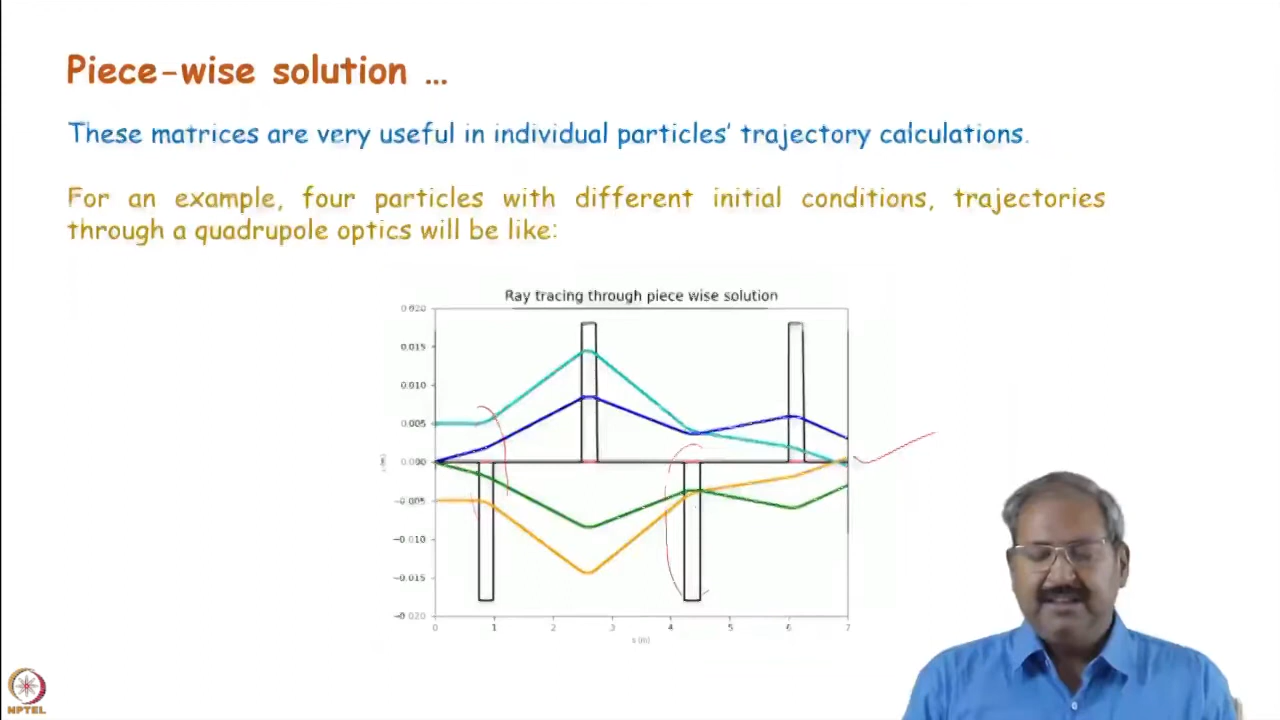 Piece-wise solution ...
These matrices are very useful in individual particles' trajectory calculations.
For an example, four particles with different initial conditions, trajectories
through a quadrupole optics will be like:
Ray tracing through piece wise solution
0.020
0.015
0.010
0.005
0.000
−0.005
−0.010
−0.015
−0.020
0 1 2 3 4 5 6 7
s (m)
NPTEL